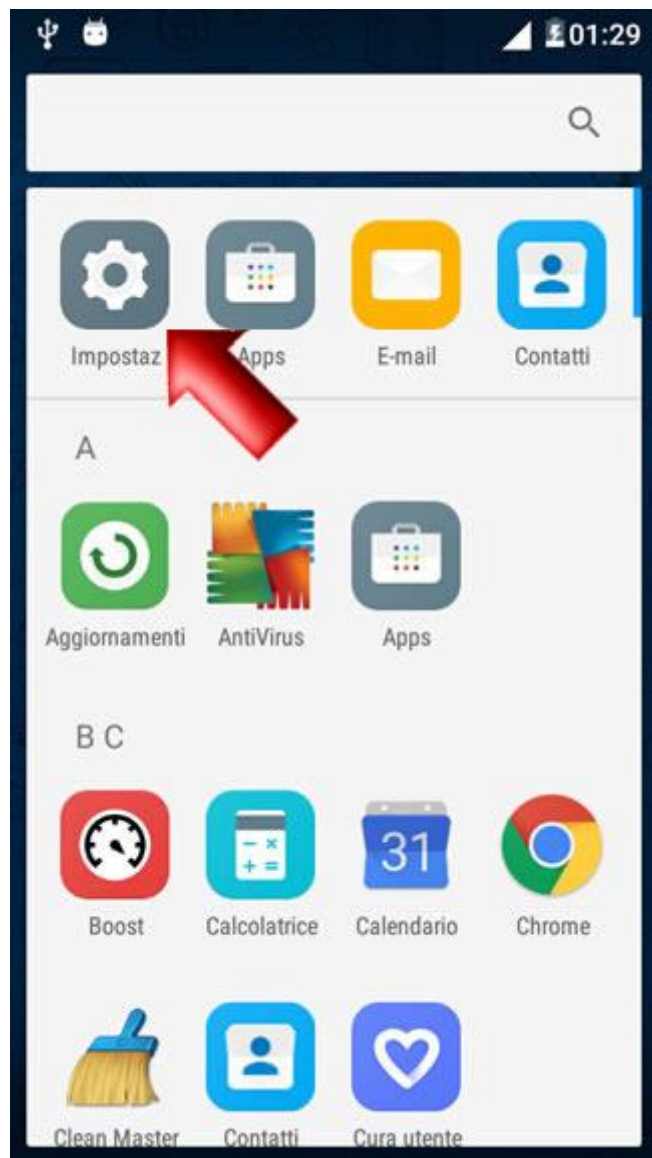 01:29
Impostaz Apps E-mail Contatti
A
Aggiornamenti AntiVirus Apps
B C
31
Boost Calcolatrice Calendario Chrome
Clean Master Contatti Cura utente